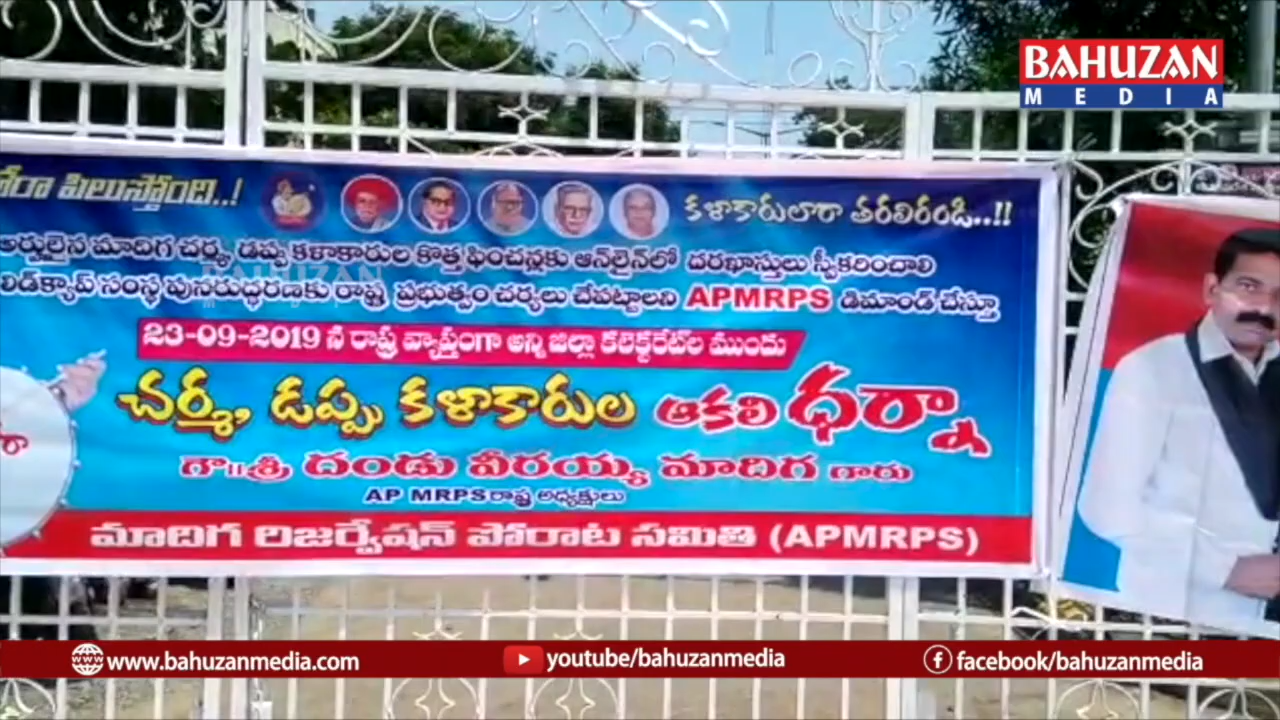 BAHUZAN
MEDIA
పిలుస్తోంది..! కళాకారులారా తరలిరండి..!!
అర్హులైన మాదిగ చర్మ, డప్పు కళాకారుల కొత్త ఫించన్లకు ఆన్‌లైన్‌లో దరఖాస్తులు స్వీకరించాలి
లిడ్‌క్యాప్ సంస్థ పునరుద్ధరణకు రాష్ట్ర ప్రభుత్వం చర్యలు చేపట్టాలని APMRPS డిమాండ్ చేస్తూ
23-09-2019 న రాష్ట్ర వ్యాప్తంగా అన్ని జిల్లా కలెక్టరేట్‌ల ముందు
చర్మ, డప్పు కళాకారుల ఆకలి ధర్నా
గౌ॥శ్రీ దండు వీరయ్య మాదిగ గారు
AP MRPS రాష్ట్ర అధ్యక్షులు
మాదిగ రిజర్వేషన్ పోరాట సమితి (APMRPS)
www.bahuzanmedia.com youtube/bahuzanmedia facebook/bahuzanmedia